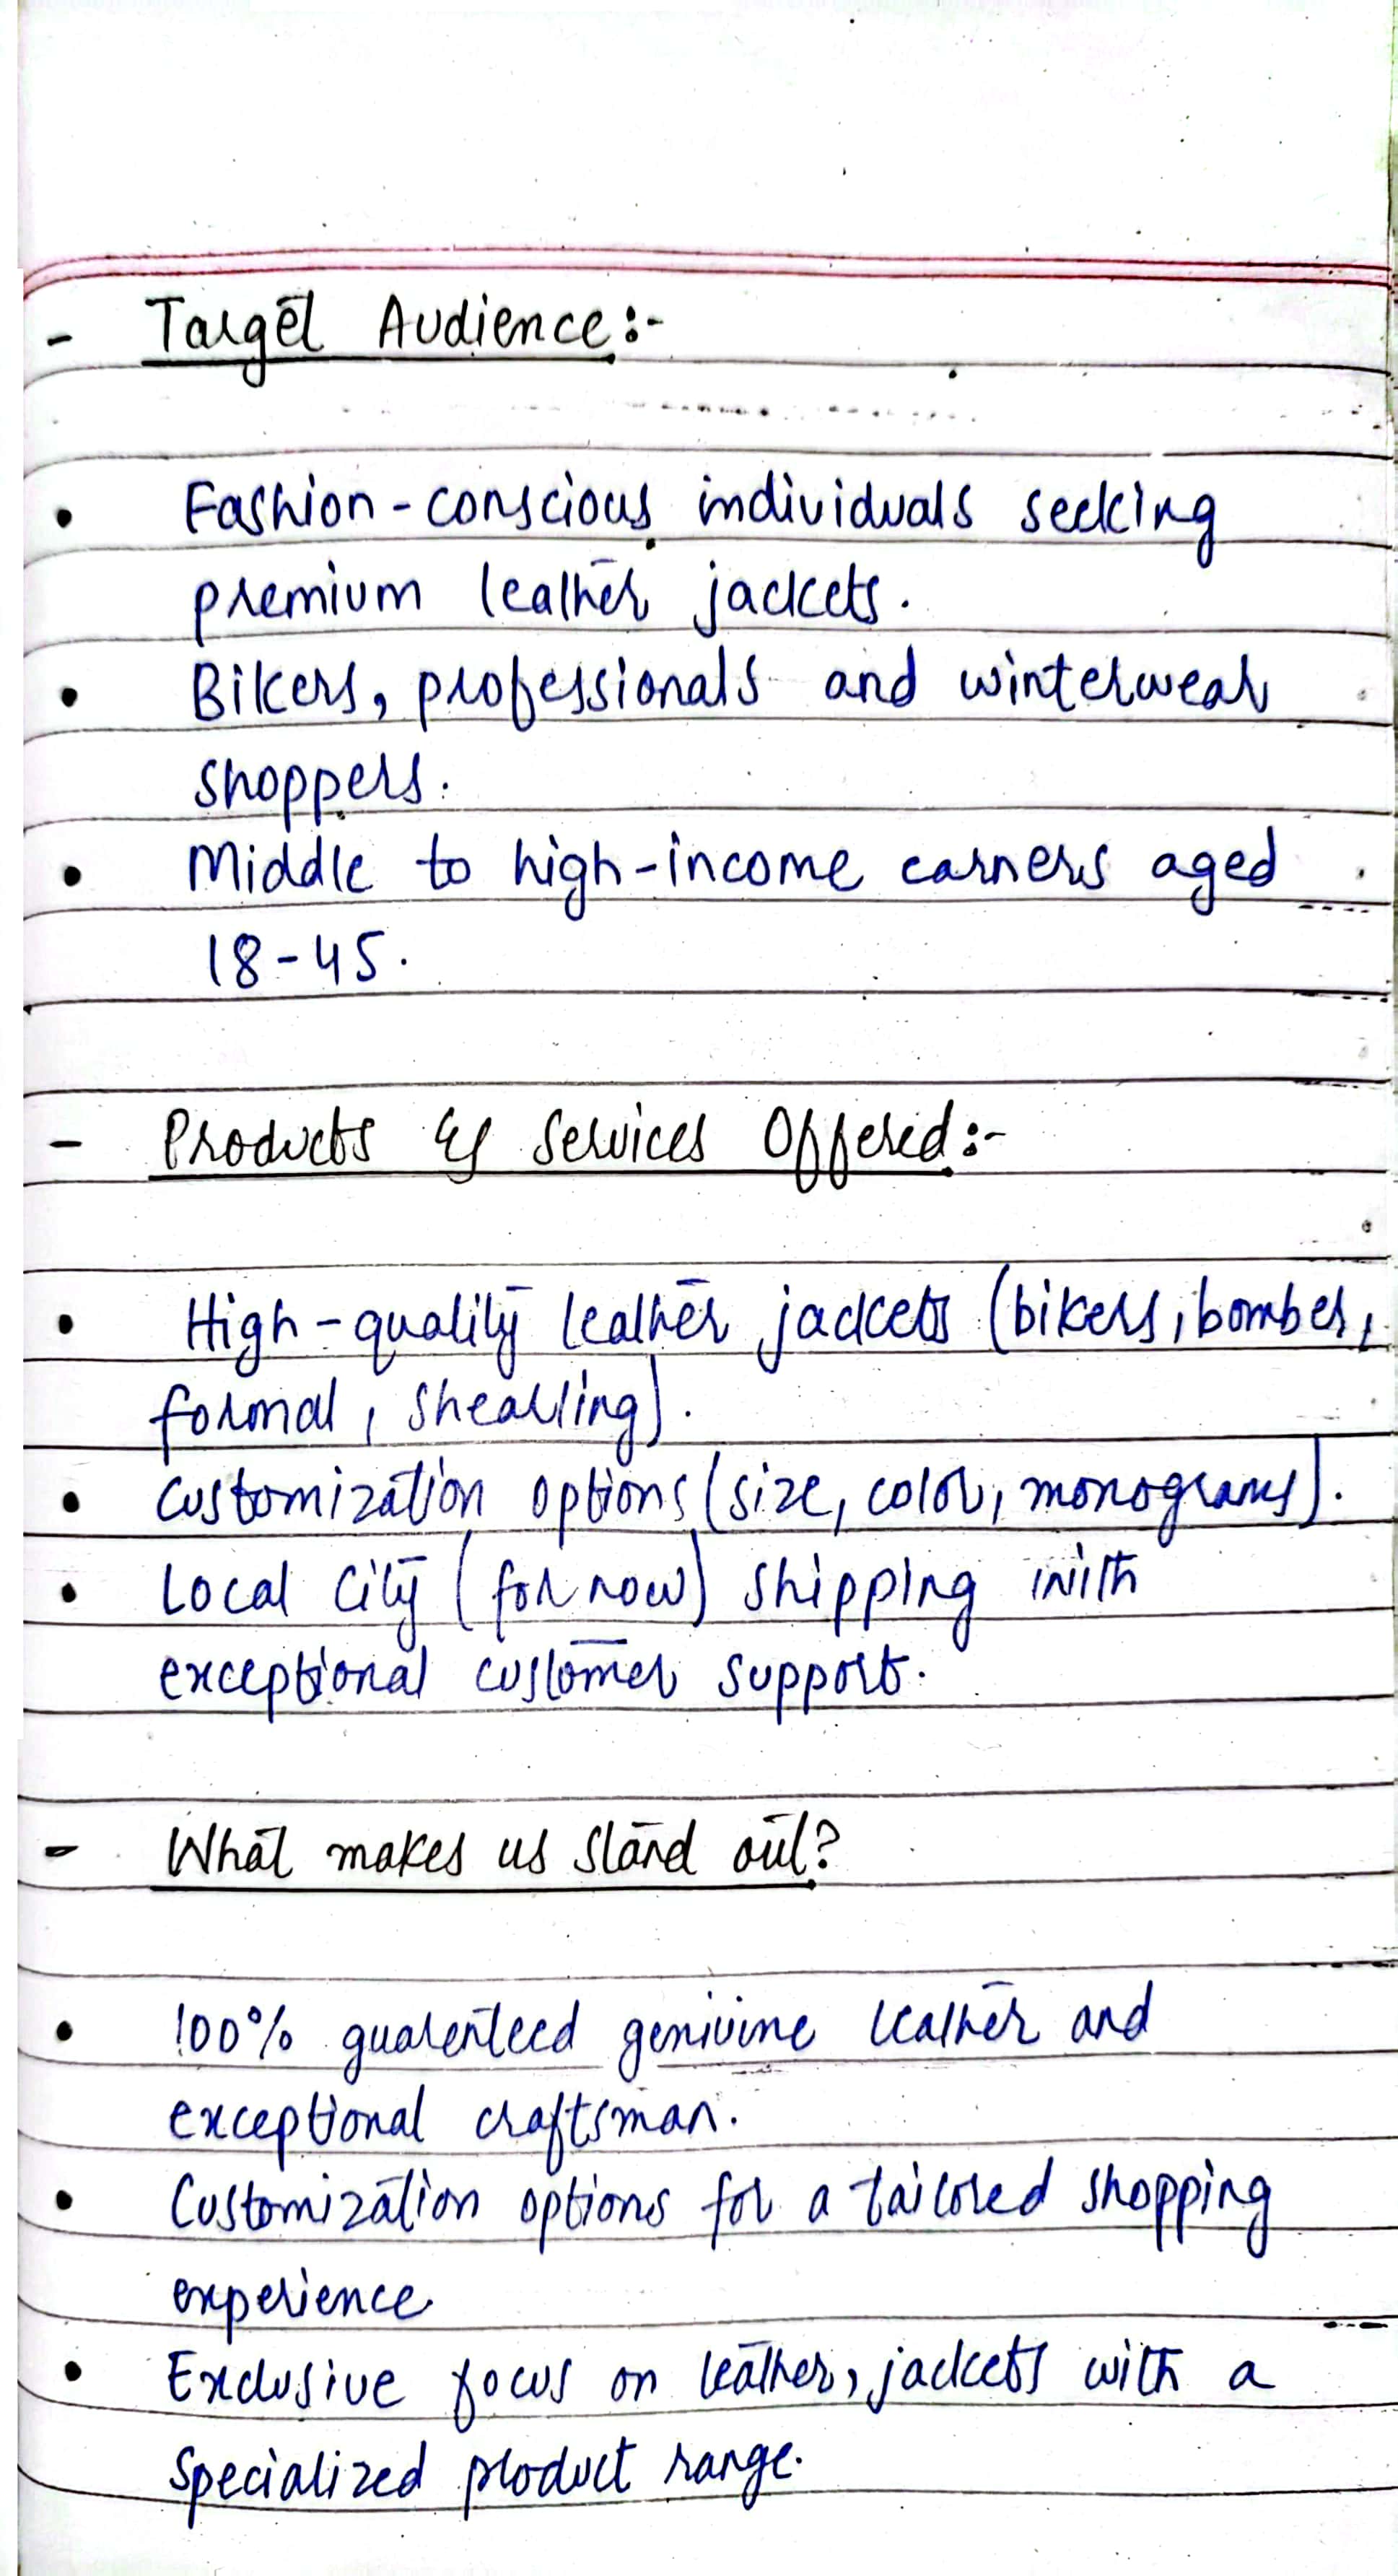 - Target Audience:-
• Fashion-conscious individuals seeking
premium leather jackets.
• Bikers, professionals and winterwear
shoppers.
• Middle to high-income earners aged
18-45.
- Products & Services Offered:-
• High-quality leather jackets (bikers, bomber,
formal, shearling).
• Customization options (size, color, monograms).
• Local City (for now) shipping with
exceptional customer support.
- What makes us stand out?
• 100% guarenteed geniuine leather and
exceptional craftsman.
• Customization options for a tailored shopping
experience
• Exclusive focus on leather, jackets with a
specialized product range.